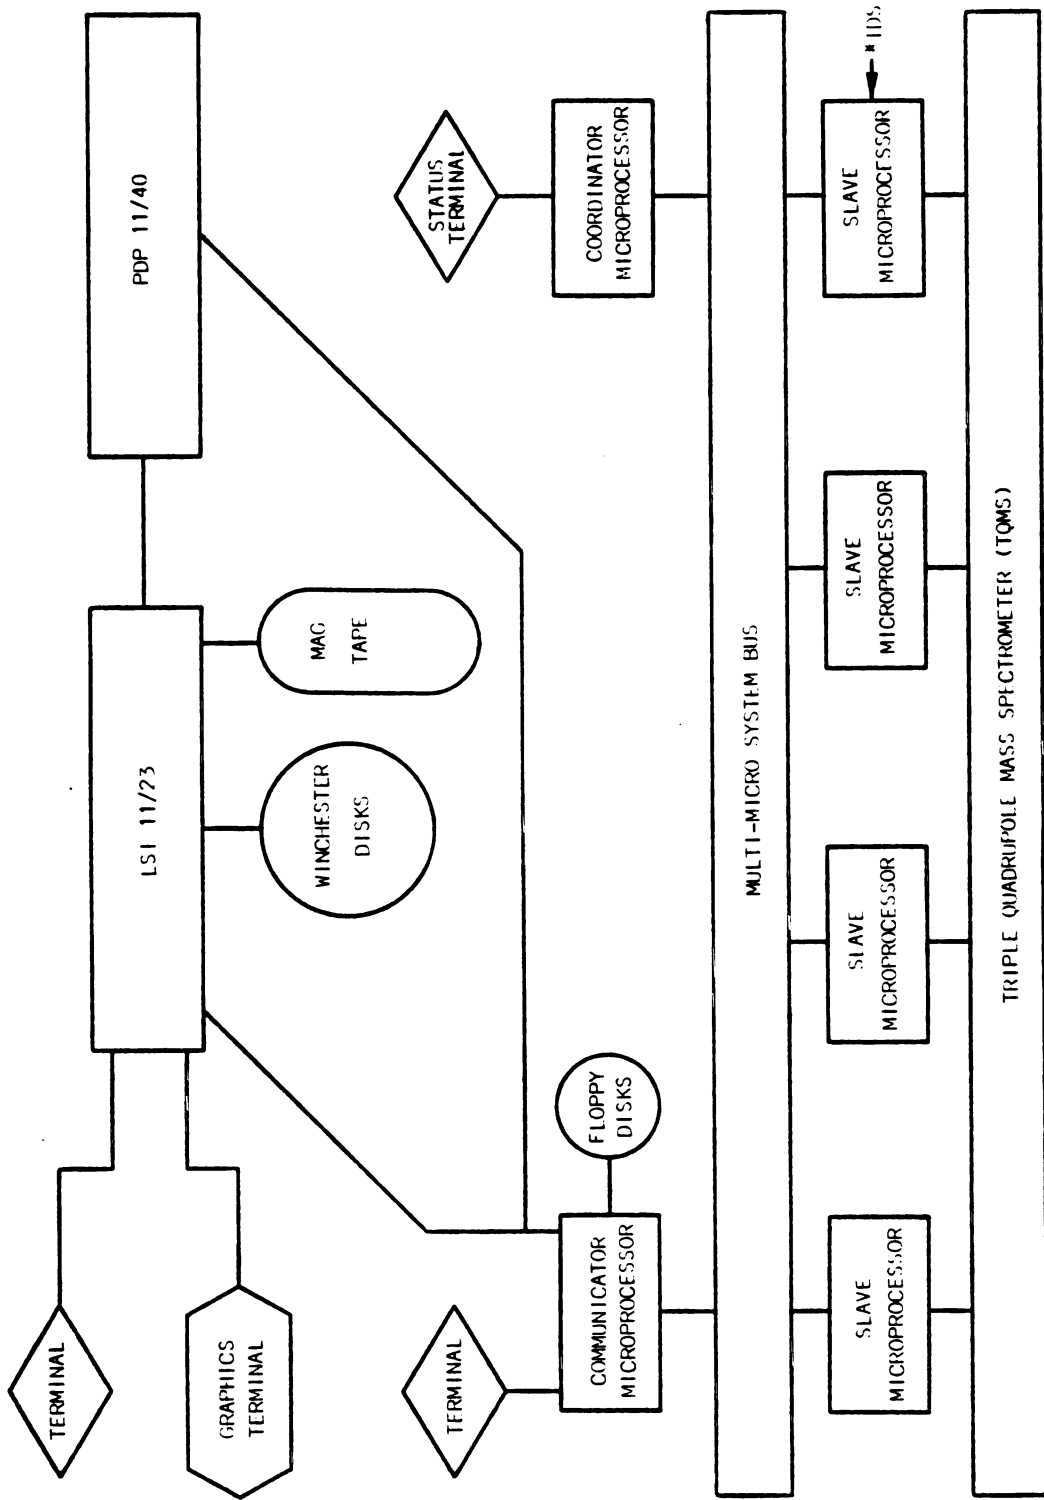 PDP 11/40
LSI 11/23
TERMINAL
GRAPHICS
TERMINAL
WINCHESTER
DISKS
MAG
TAPE
STATUS
TERMINAL
TERMINAL
COMMUNICATOR
MICROPROCESSOR
FLOPPY
DISKS
COORDINATOR
MICROPROCESSOR
MULTI-MICRO SYSTEM BUS
SLAVE
MICROPROCESSOR
SLAVE
MICROPROCESSOR
SLAVE
MICROPROCESSOR
SLAVE
MICROPROCESSOR
TRIPLE QUADRUPOLE MASS SPECTROMETER (TQMS)